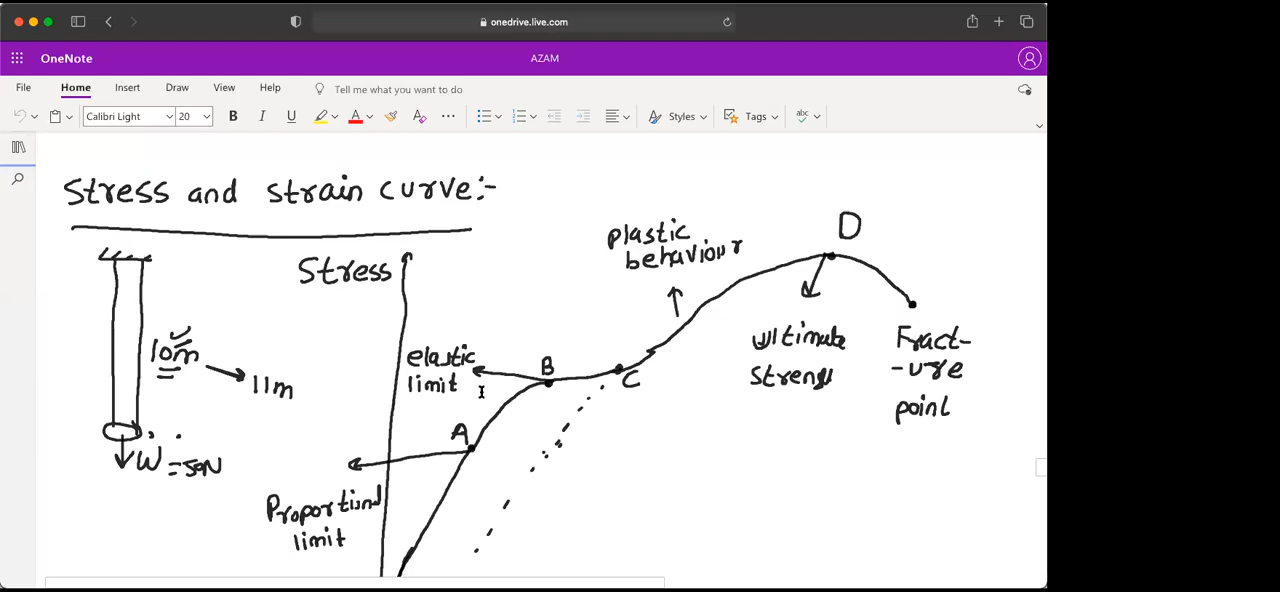 onedrive.live.com
OneNote
AZAM
File
Home
Insert
Draw
View
Help
Tell me what you want to do
Calibri Light
20
B
I
U
A
A
Styles
Tags
abc
Stress and strain curve:-
Stress
10m
11m
W = 50N
elastic
limit
A
B
C
D
Proportional
limit
plastic
behaviour
ultimate
strength
Fract-
-ure
point